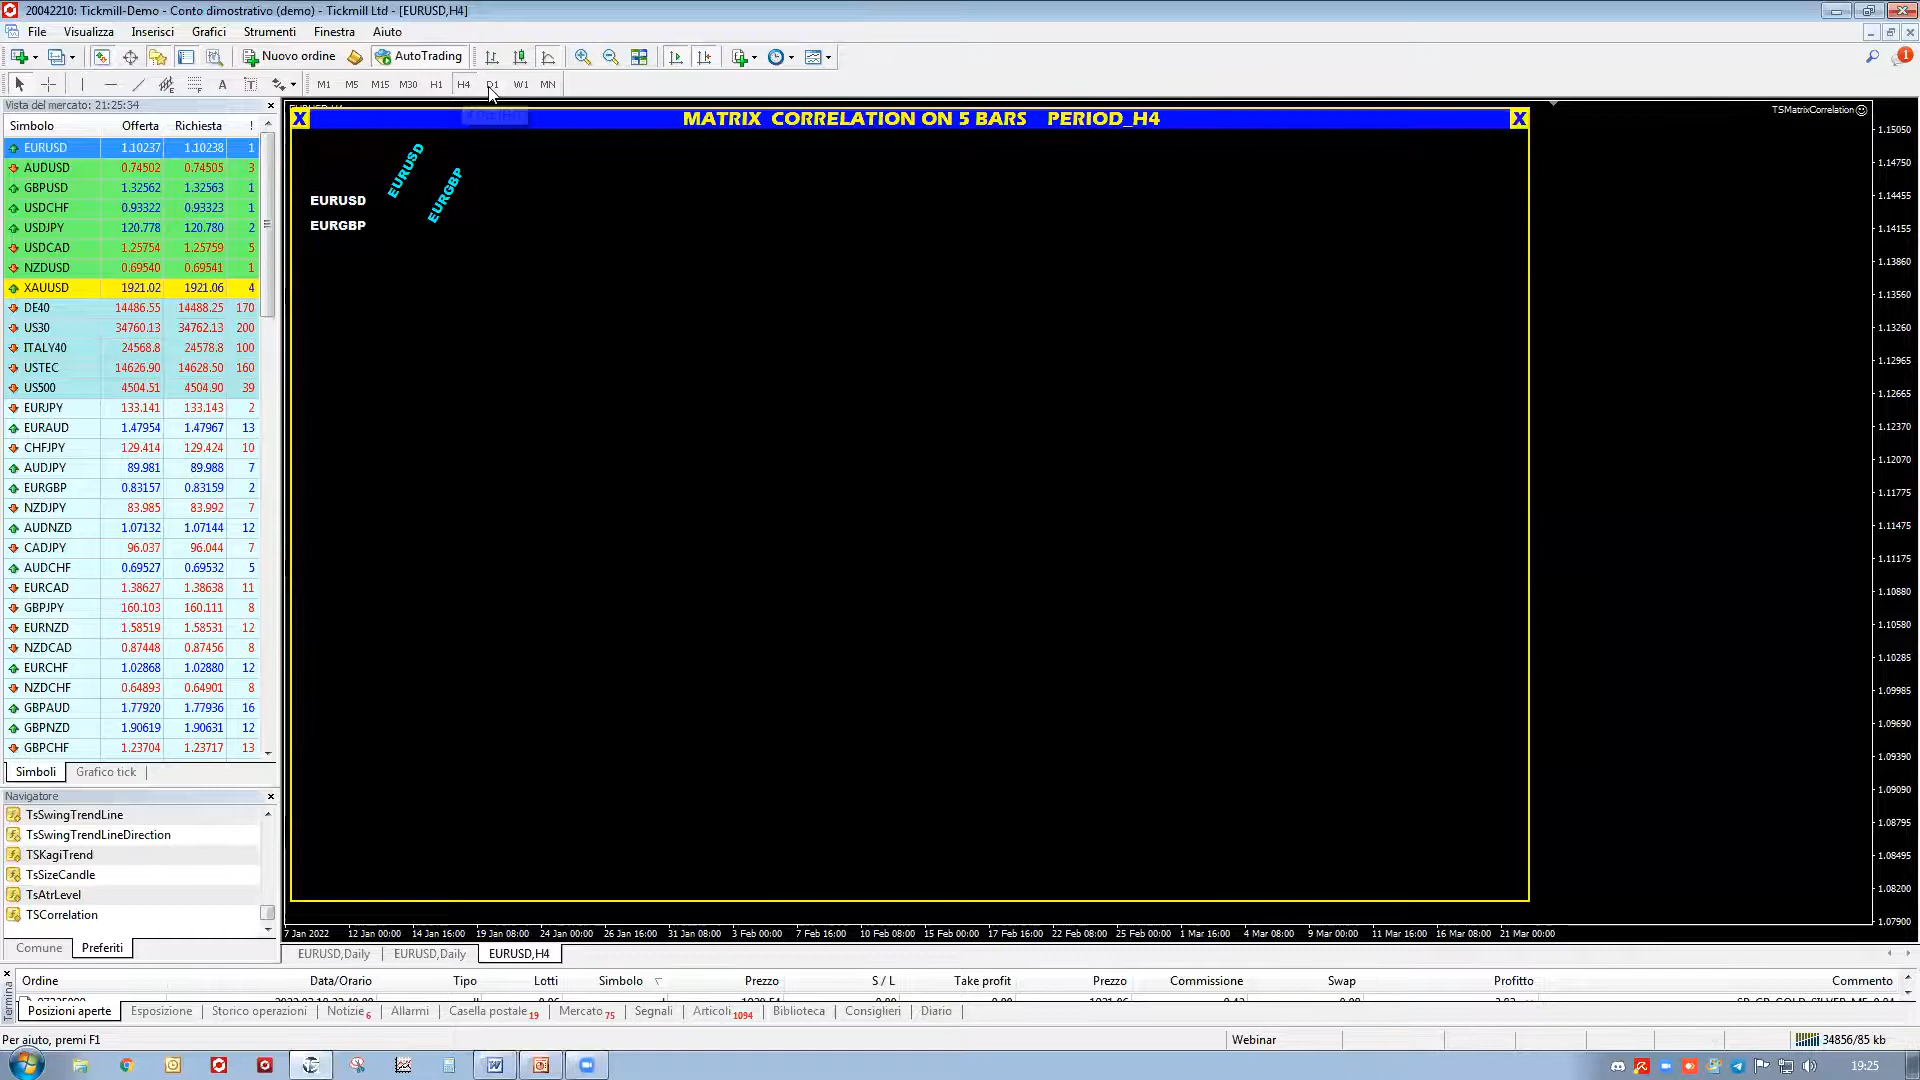 20042210: Tickmill-Demo - Conto dimostrativo (demo) - Tickmill Ltd - [EURUSD,H4]
File Visualizza Inserisci Grafici Strumenti Finestra Aiuto
Nuovo ordine AutoTrading 1
A T M1 M5 M15 M30 H1 H4 D1 W1 MN
Vista del mercato: 21:25:34
Simbolo Offerta Richiesta !
EURUSD 1.10237 1.10238 1
AUDUSD 0.74502 0.74505 3
GBPUSD 1.32562 1.32563 1
USDCHF 0.93322 0.93323 1
USDJPY 120.778 120.780 2
USDCAD 1.25754 1.25759 5
NZDUSD 0.69540 0.69541 1
XAUUSD 1921.02 1921.06 4
DE40 14486.55 14488.25 170
US30 34760.13 34762.13 200
ITALY40 24568.8 24578.8 100
USTEC 14626.90 14628.50 160
US500 4504.51 4504.90 39
EURJPY 133.141 133.143 2
EURAUD 1.47954 1.47967 13
CHFJPY 129.414 129.424 10
AUDJPY 89.981 89.988 7
EURGBP 0.83157 0.83159 2
NZDJPY 83.985 83.992 7
AUDNZD 1.07132 1.07144 12
CADJPY 96.037 96.044 7
AUDCHF 0.69527 0.69532 5
EURCAD 1.38627 1.38638 11
GBPJPY 160.103 160.111 8
EURNZD 1.58519 1.58531 12
NZDCAD 0.87448 0.87456 8
EURCHF 1.02868 1.02880 12
NZDCHF 0.64893 0.64901 8
GBPAUD 1.77920 1.77936 16
GBPNZD 1.90619 1.90631 12
GBPCHF 1.23704 1.23717 13
Simboli Grafico tick
Navigatore
TsSwingTrendLine
TsSwingTrendLineDirection
TSKagiTrend
TsSizeCandle
TsAtrLevel
TSCorrelation
Comune Preferiti
X MATRIX CORRELATION ON 5 BARS PERIOD_H4 X
TSMatrixCorrelation
EURUSD
EURGBP
EURUSD
EURGBP
1.15050
1.14750
1.14455
1.14155
1.13860
1.13560
1.13260
1.12965
1.12665
1.12370
1.12070
1.11775
1.11475
1.11175
1.10880
1.10580
1.10285
1.09985
1.09690
1.09390
1.09090
1.08795
1.08495
1.08200
1.07900
7 Jan 2022 12 Jan 00:00 14 Jan 16:00 19 Jan 08:00 24 Jan 00:00 26 Jan 16:00 31 Jan 08:00 3 Feb 00:00 7 Feb 16:00 10 Feb 08:00 15 Feb 00:00 17 Feb 16:00 22 Feb 08:00 25 Feb 00:00 1 Mar 16:00 4 Mar 08:00 9 Mar 00:00 11 Mar 16:00 16 Mar 08:00 21 Mar 00:00
EURUSD,Daily EURUSD,Daily EURUSD,H4
Ordine Data/Orario Tipo Lotti Simbolo Prezzo S / L Take profit Prezzo Commissione Swap Profitto Commento
Posizioni aperte Esposizione Storico operazioni Notizie 6 Allarmi Casella postale 19 Mercato 75 Segnali Articoli 1094 Biblioteca Consiglieri Diario
Per aiuto, premi F1 Webinar 34856/85 kb
19:25